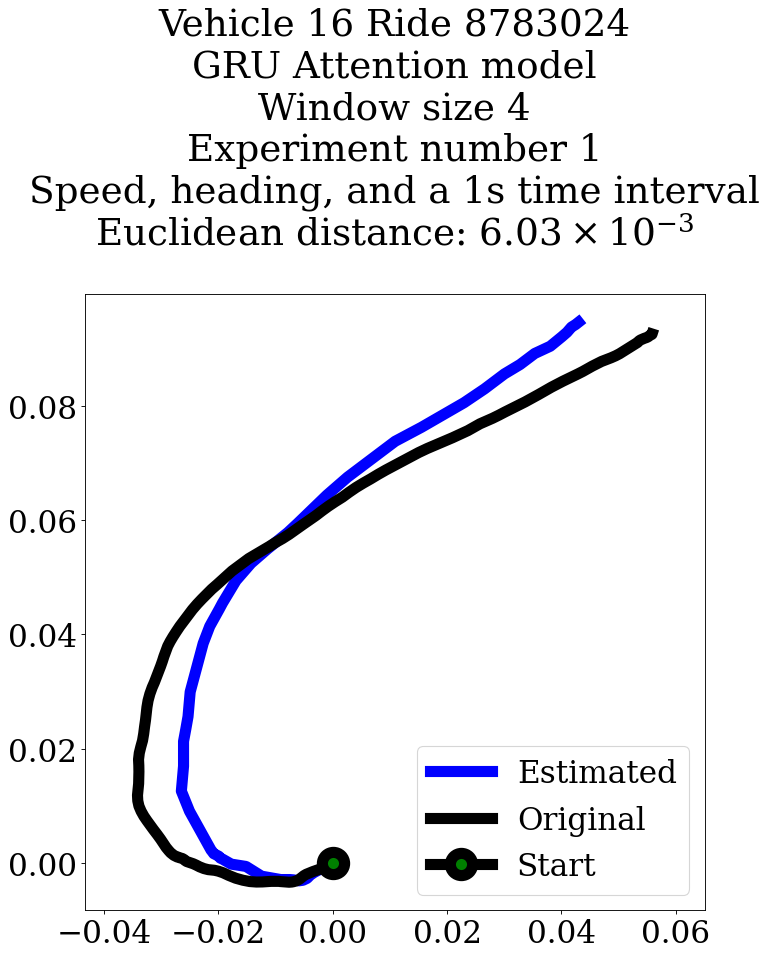 Vehicle 16 Ride 8783024
GRU Attention model
Window size 4
Experiment number 1
Speed, heading, and a 1s time interval
Euclidean distance: 6.03 × 10⁻³
0.08
0.06
0.04
0.02
0.00
Estimated
Original
Start
−0.04 −0.02 0.00 0.02 0.04 0.06